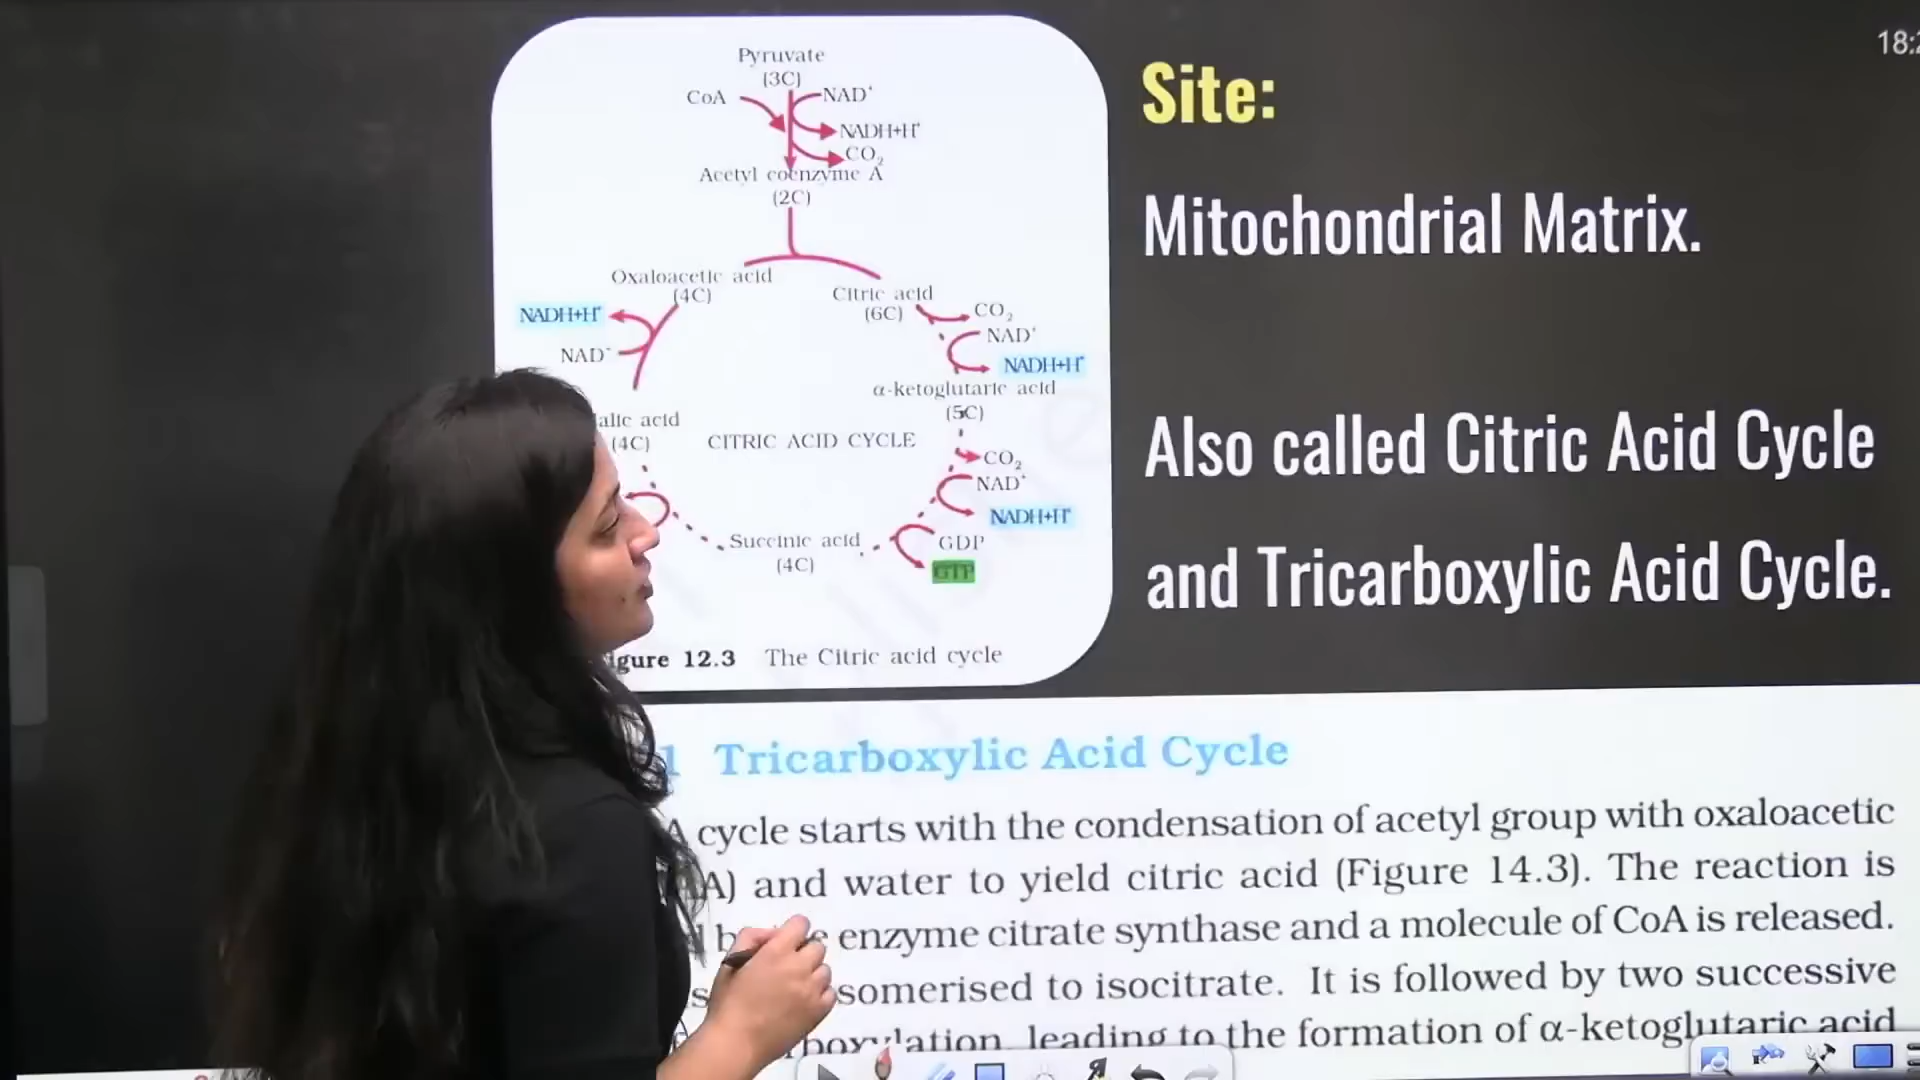 18:2
Pyruvate
(3C)
CoA
NAD⁺
NADH+H⁺
CO₂
Acetyl coenzyme A
(2C)
Oxaloacetic acid
(4C)
Citric acid
(6C)
NADH+H⁺
NAD⁺
CO₂
NAD⁺
NADH+H⁺
α-ketoglutaric acid
(5C)
alic acid
(4C)
CITRIC ACID CYCLE
CO₂
NAD⁺
NADH+H⁺
Succinic acid
(4C)
GDP
GTP
igure 12.3 The Citric acid cycle
Site:
Mitochondrial Matrix.
Also called Citric Acid Cycle
and Tricarboxylic Acid Cycle.
1 Tricarboxylic Acid Cycle
A cycle starts with the condensation of acetyl group with oxaloacetic
A) and water to yield citric acid (Figure 14.3). The reaction is
enzyme citrate synthase and a molecule of CoA is released.
somerised to isocitrate. It is followed by two successive
boxylation, leading to the formation of α-ketoglutaric acid